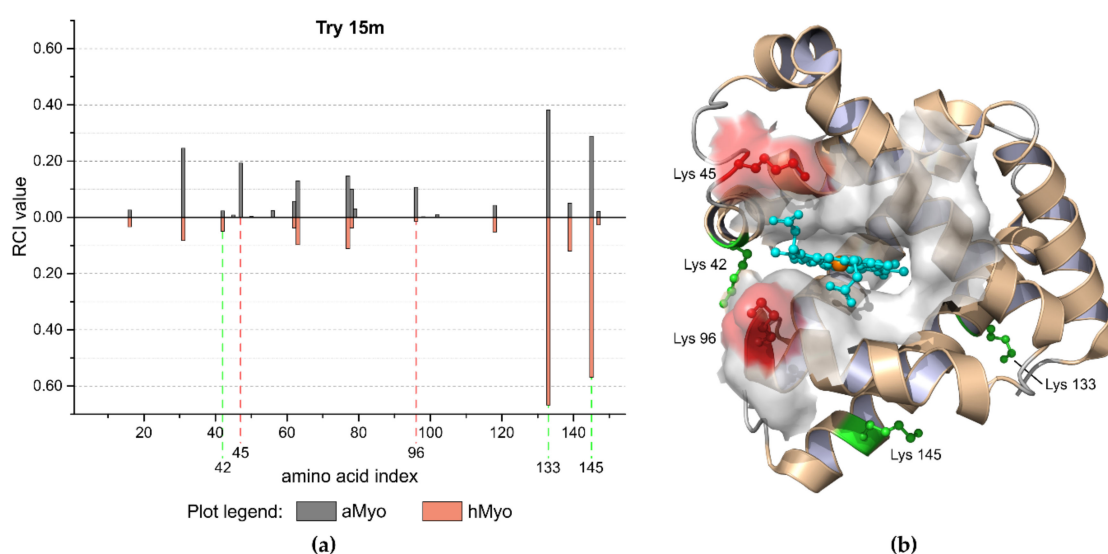 Try 15m
RCI value
0.60
0.40
0.20
0.00
0.20
0.40
0.60
20
40
60
80
100
120
140
42
45
96
133
145
amino acid index
Plot legend: aMyo hMyo
(a)
Lys 45
Lys 42
Lys 96
Lys 133
Lys 145
(b)